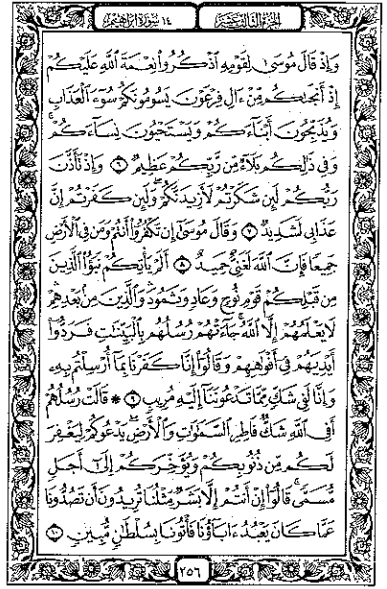 الجزء الثالث عشر ١٤ سورة إبراهيم
وَإِذْ قَالَ مُوسَىٰ لِقَوْمِهِ ٱذْكُرُوا۟ نِعْمَةَ ٱللَّهِ عَلَيْكُمْ
إِذْ أَنجَىٰكُم مِّنْ ءَالِ فِرْعَوْنَ يَسُومُونَكُمْ سُوٓءَ ٱلْعَذَابِ
وَيُذَبِّحُونَ أَبْنَآءَكُمْ وَيَسْتَحْيُونَ نِسَآءَكُمْ ۚ
وَفِى ذَٰلِكُم بَلَآءٌ مِّن رَّبِّكُمْ عَظِيمٌ ٦ وَإِذْ تَأَذَّنَ
رَبُّكُمْ لَئِن شَكَرْتُمْ لَأَزِيدَنَّكُمْ ۖ وَلَئِن كَفَرْتُمْ إِنَّ
عَذَابِى لَشَدِيدٌ ٧ وَقَالَ مُوسَىٰٓ إِن تَكْفُرُوٓا۟ أَنتُمْ وَمَن فِى ٱلْأَرْضِ
جَمِيعًا فَإِنَّ ٱللَّهَ لَغَنِىٌّ حَمِيدٌ ٨ أَلَمْ يَأْتِكُمْ نَبَؤُا۟ ٱلَّذِينَ
مِن قَبْلِكُمْ قَوْمِ نُوحٍ وَعَادٍ وَثَمُودَ ۛ وَٱلَّذِينَ مِنۢ بَعْدِهِمْ ۛ
لَا يَعْلَمُهُمْ إِلَّا ٱللَّهُ ۚ جَآءَتْهُمْ رُسُلُهُم بِٱلْبَيِّنَٰتِ فَرَدُّوٓا۟
أَيْدِيَهُمْ فِىٓ أَفْوَٰهِهِمْ وَقَالُوٓا۟ إِنَّا كَفَرْنَا بِمَآ أُرْسِلْتُم بِهِۦ
وَإِنَّا لَفِى شَكٍّ مِّمَّا تَدْعُونَنَآ إِلَيْهِ مُرِيبٍ ٩ ۞ قَالَتْ رُسُلُهُمْ
أَفِى ٱللَّهِ شَكٌّ فَاطِرِ ٱلسَّمَٰوَٰتِ وَٱلْأَرْضِ ۖ يَدْعُوكُمْ لِيَغْفِرَ
لَكُم مِّن ذُنُوبِكُمْ وَيُؤَخِّرَكُمْ إِلَىٰٓ أَجَلٍ
مُّسَمًّى ۚ قَالُوٓا۟ إِنْ أَنتُمْ إِلَّا بَشَرٌ مِّثْلُنَا تُرِيدُونَ أَن تَصُدُّونَا
عَمَّا كَانَ يَعْبُدُ ءَابَآؤُنَا فَأْتُونَا بِسُلْطَٰنٍ مُّبِينٍ ١٠
٢٥٦